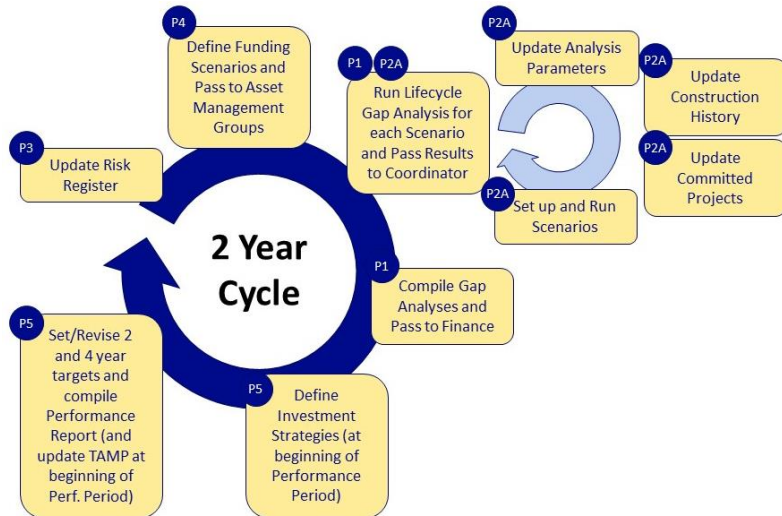 P4
Define Funding
Scenarios and
Pass to Asset
Management
Groups
P1
P2A
Run Lifecycle
Gap Analysis for
each Scenario
and Pass Results
to Coordinator
P2A
Update Analysis
Parameters
P2A
Update
Construction
History
P2A
Update
Committed
Projects
P2A
Set up and Run
Scenarios
P3
Update Risk
Register
2 Year
Cycle
P1
Compile Gap
Analyses and
Pass to Finance
P5
Set/Revise 2
and 4 year
targets and
compile
Performance
Report (and
update TAMP at
beginning of
Perf. Period)
P5
Define
Investment
Strategies (at
beginning of
Performance
Period)